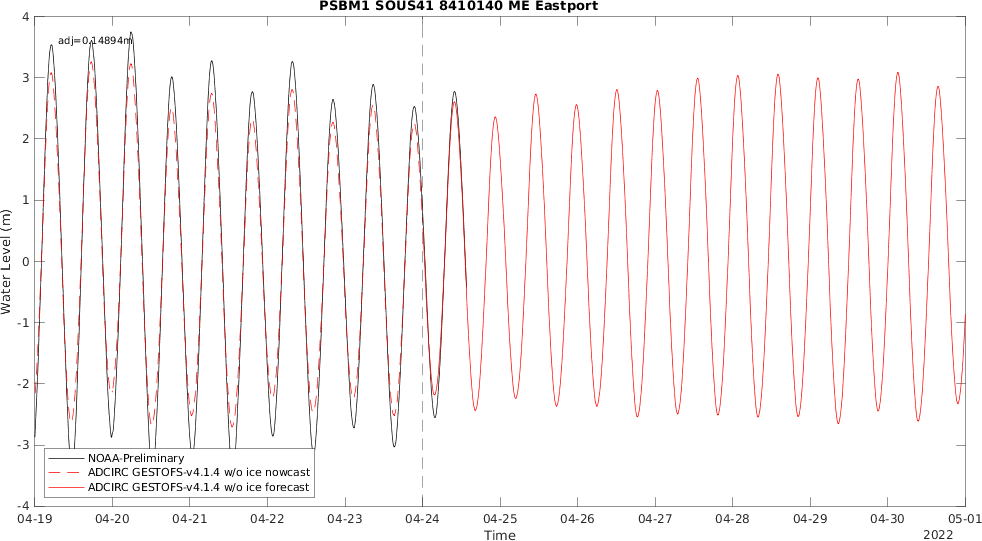 PSBM1 SOUS41 8410140 ME Eastport
adj=0.14894m
4
3
2
1
0
-1
-2
-3
-4
Water Level (m)
NOAA-Preliminary
ADCIRC GESTOFS-v4.1.4 w/o ice nowcast
ADCIRC GESTOFS-v4.1.4 w/o ice forecast
04-19 04-20 04-21 04-22 04-23 04-24 04-25 04-26 04-27 04-28 04-29 04-30 05-01
Time
2022